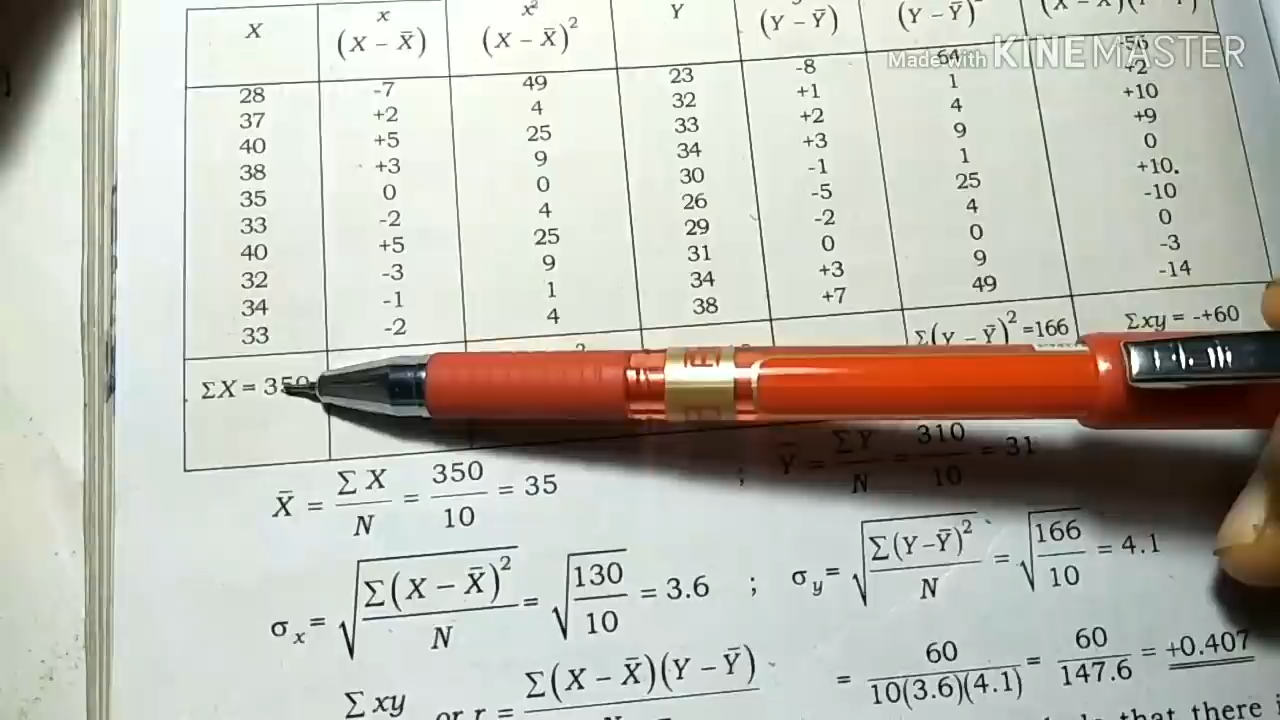 X | x (X – X̄) | x² (X – X̄)² | Y | (Y – Ȳ) | (Y – Ȳ)
Made with KINEMASTER
28 | -7 | 49 | 23 | -8 | 64 | -56
37 | +2 | 4 | 32 | +1 | 1 | +2
40 | +5 | 25 | 33 | +2 | 4 | +10
38 | +3 | 9 | 34 | +3 | 9 | +9
35 | 0 | 0 | 30 | -1 | 1 | 0
33 | -2 | 4 | 26 | -5 | 25 | +10.
40 | +5 | 25 | 29 | -2 | 4 | -10
32 | -3 | 9 | 31 | 0 | 0 | 0
34 | -1 | 1 | 34 | +3 | 9 | -3
33 | -2 | 4 | 38 | +7 | 49 | -14
ΣX = 350 | Σ(Y – Ȳ)² =166 | Σxy = -+60
X̄ = ΣX/N = 350/10 = 35 ; Ȳ = ΣY/N = 310/10 = 31
σx = √(Σ(X – X̄)²/N) = √(130/10) = 3.6 ; σy = √(Σ(Y–Ȳ)²/N) = √(166/10) = 4.1
Σxy or r = Σ(X – X̄)(Y – Ȳ)/N = 60/10(3.6)(4.1) = 60/147.6 = +0.407
that there